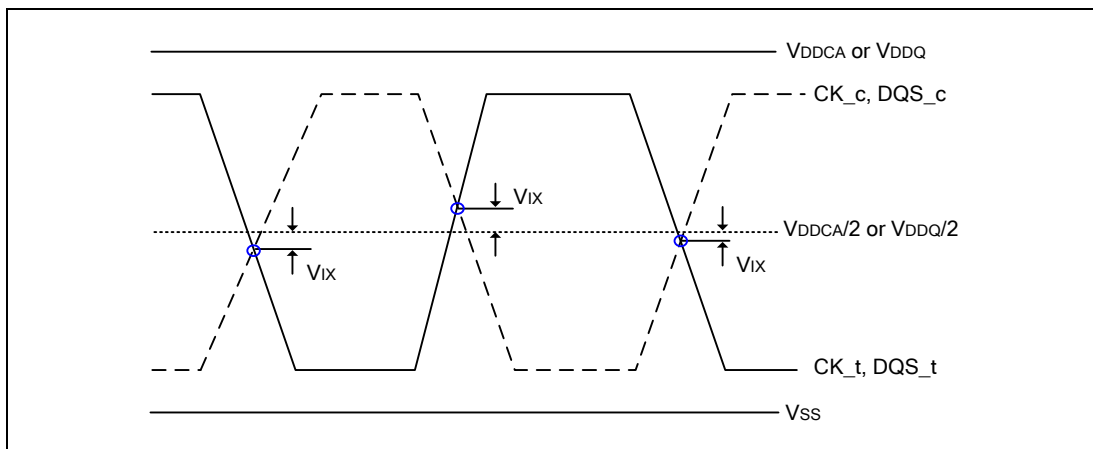 VDDCA or VDDQ
CK_c, DQS_c
VIX
VDDCA/2 or VDDQ/2
VIX
VIX
CK_t, DQS_t
VSS